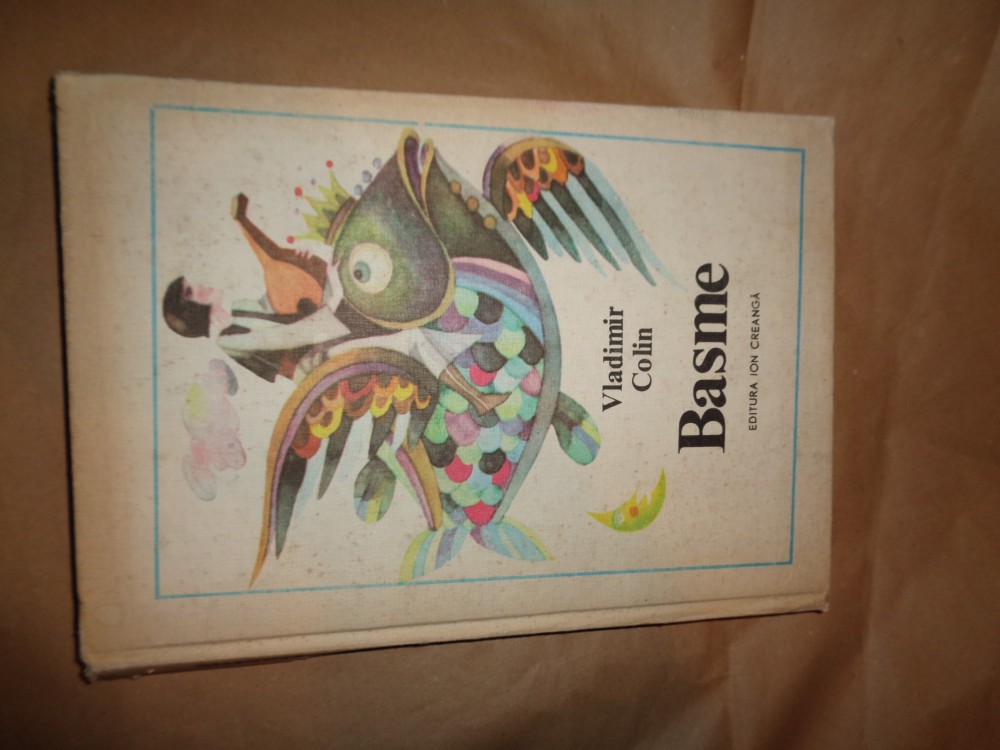 Vladimir
Colin
Basme
EDITURA ION CREANGĂ